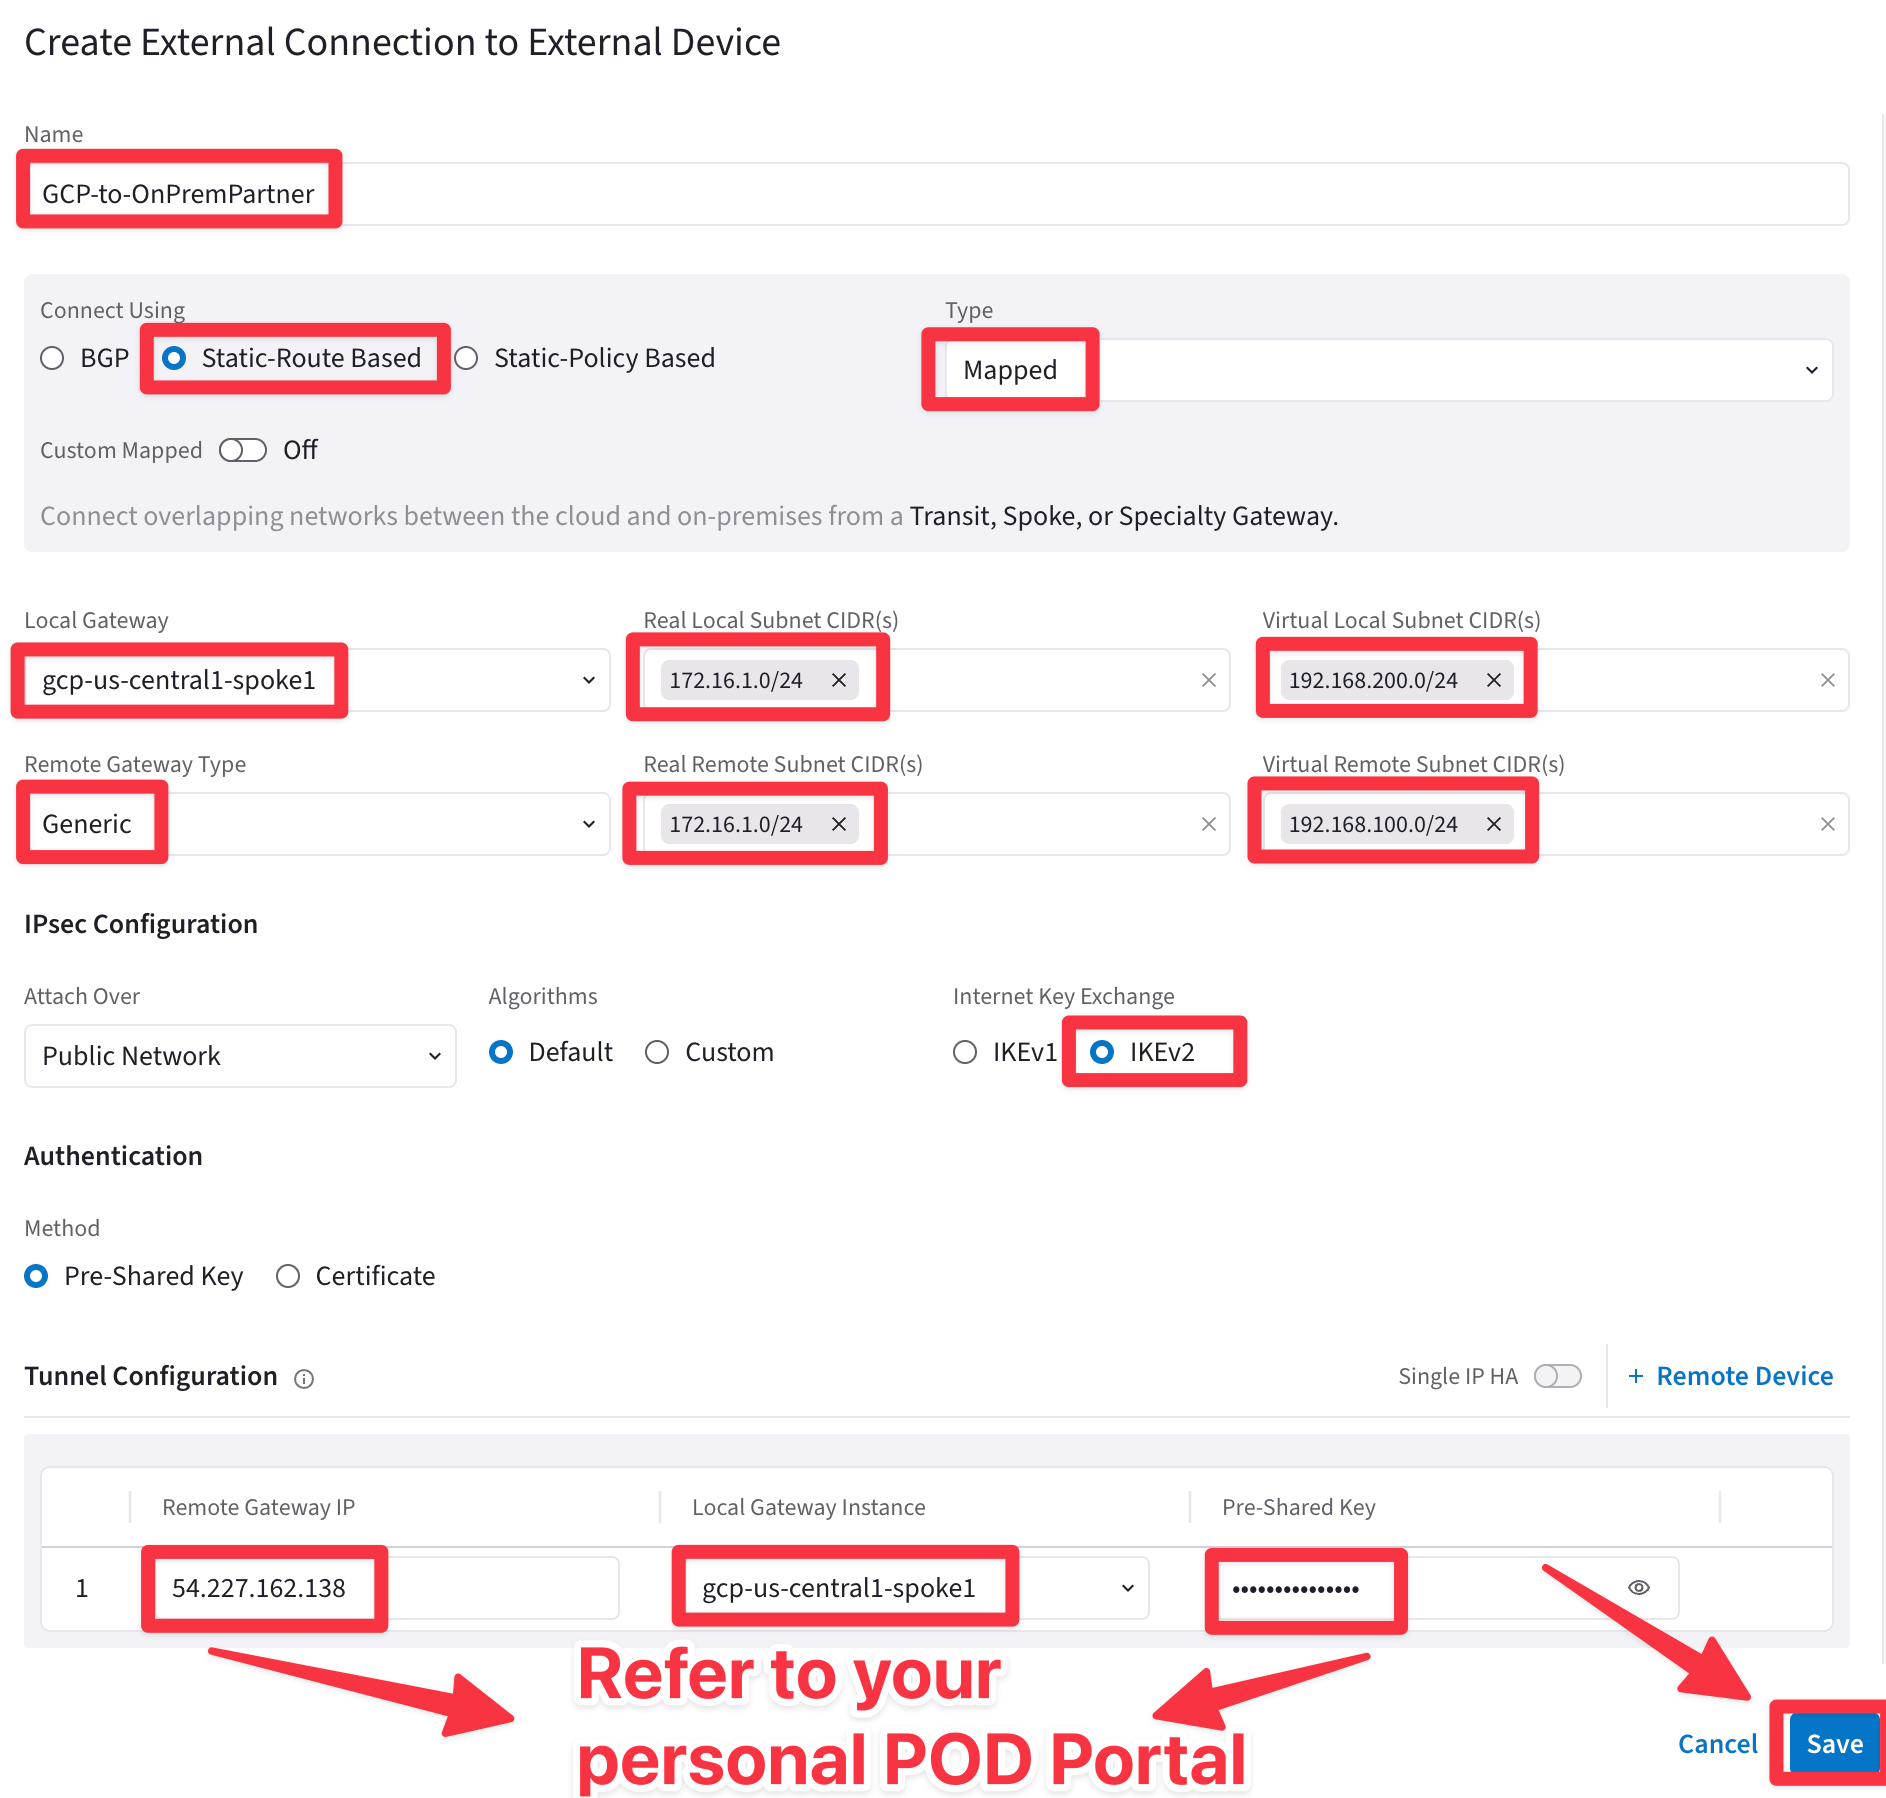 Create External Connection to External Device
Name
GCP-to-OnPremPartner
Connect Using
Type
BGP Static-Route Based Static-Policy Based
Mapped
Custom Mapped Off
Connect overlapping networks between the cloud and on-premises from a Transit, Spoke, or Specialty Gateway.
Local Gateway Real Local Subnet CIDR(s) Virtual Local Subnet CIDR(s)
gcp-us-central1-spoke1 172.16.1.0/24 192.168.200.0/24
Remote Gateway Type Real Remote Subnet CIDR(s) Virtual Remote Subnet CIDR(s)
Generic 172.16.1.0/24 192.168.100.0/24
IPsec Configuration
Attach Over Algorithms Internet Key Exchange
Public Network Default Custom IKEv1 IKEv2
Authentication
Method
Pre-Shared Key Certificate
Tunnel Configuration Single IP HA + Remote Device
Remote Gateway IP Local Gateway Instance Pre-Shared Key
1 54.227.162.138 gcp-us-central1-spoke1 •••••••••••••••
Refer to your
personal POD Portal
Cancel Save